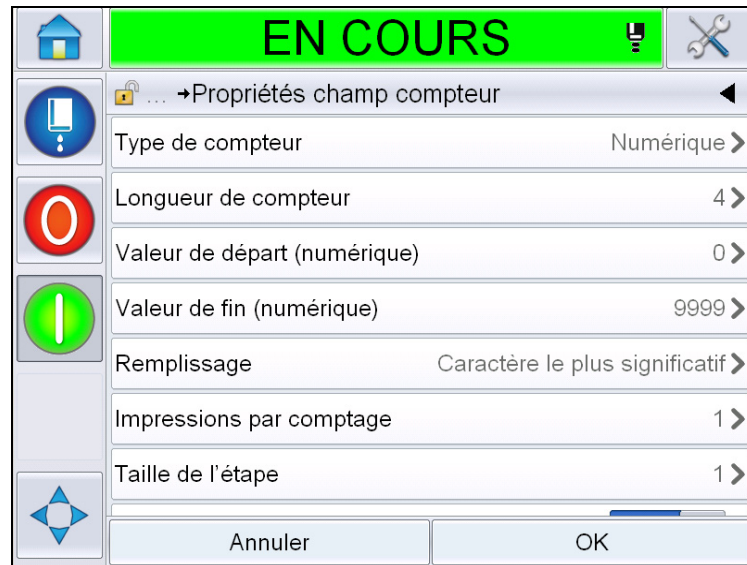 EN COURS
... →Propriétés champ compteur
Type de compteur Numérique
Longueur de compteur 4
Valeur de départ (numérique) 0
Valeur de fin (numérique) 9999
Remplissage Caractère le plus significatif
Impressions par comptage 1
Taille de l'étape 1
Annuler OK